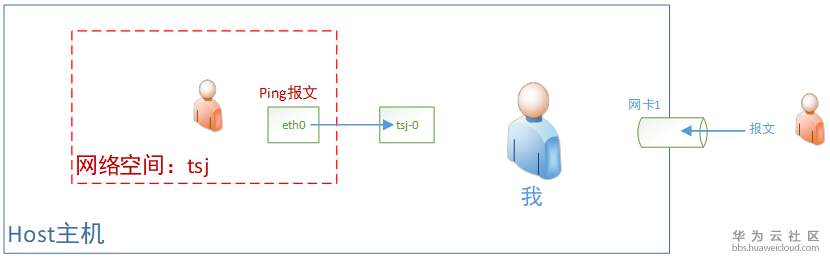 Ping报文
网卡1
eth0
tsj-0
报文
网络空间：tsj
我
Host主机
华为云社区
bbs.huaweicloud.com